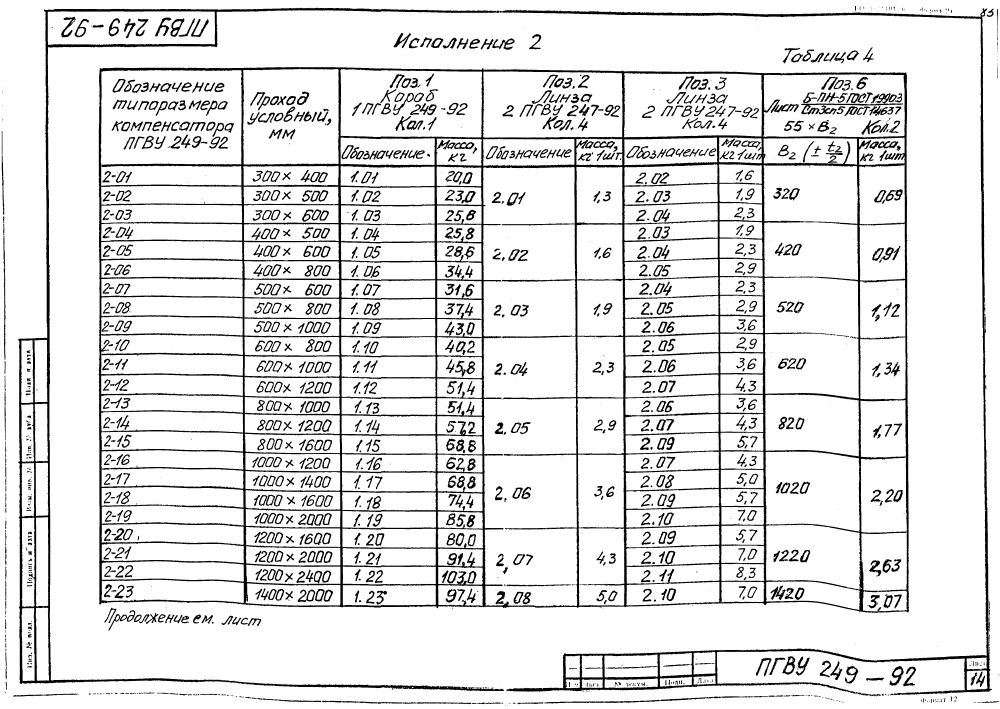 83
ПГВУ 249-92
Исполнение 2
Таблица 4
Обозначение типоразмера компенсатора ПГВУ 249-92
Проход условный, мм
Поз. 1 Короб 1 ПГВУ 249-92 Кол. 1
Поз. 2 Линза 2 ПГВУ 247-92 Кол. 4
Поз. 3 Линза 2 ПГВУ 247-92 Кол. 4
Поз. 6 Лист Б-ПН-5 ГОСТ 19903 Ст3сп5 ГОСТ 14637 55 × В2 Кол. 2
Обозначение. Масса, кг Обозначение Масса, кг 1шт. Обозначение Масса, кг 1шт В2 (± t2/2) Масса, кг 1шт
2-01 300 × 400 1.01 20,0 2.02 1,6
2-02 300 × 500 1.02 23,0 2.01 1,3 2.03 1,9 320 0,69
2-03 300 × 600 1.03 25,8 2.04 2,3
2-04 400 × 500 1.04 25,8 2.03 1,9
2-05 400 × 600 1.05 28,6 2.02 1,6 2.04 2,3 420 0,91
2-06 400 × 800 1.06 34,4 2.05 2,9
2-07 500 × 600 1.07 31,6 2.04 2,3
2-08 500 × 800 1.08 37,4 2.03 1,9 2.05 2,9 520 1,12
2-09 500 × 1000 1.09 43,0 2.06 3,6
2-10 600 × 800 1.10 40,2 2.05 2,9
2-11 600 × 1000 1.11 45,8 2.04 2,3 2.06 3,6 620 1,34
2-12 600 × 1200 1.12 51,4 2.07 4,3
2-13 800 × 1000 1.13 51,4 2.06 3,6
2-14 800 × 1200 1.14 57,2 2.05 2,9 2.07 4,3 820 1,77
2-15 800 × 1600 1.15 68,8 2.09 5,7
2-16 1000 × 1200 1.16 62,8 2.07 4,3
2-17 1000 × 1400 1.17 68,8 2.08 5,0
2-18 1000 × 1600 1.18 74,4 2.06 3,6 2.09 5,7 1020 2,20
2-19 1000 × 2000 1.19 85,8 2.10 7,0
2-20 1200 × 1600 1.20 80,0 2.09 5,7
2-21 1200 × 2000 1.21 91,4 2.07 4,3 2.10 7,0 1220 2,63
2-22 1200 × 2400 1.22 103,0 2.11 8,3
2-23 1400 × 2000 1.23 97,4 2.08 5,0 2.10 7,0 1420 3,07
Продолжение см. лист
ПГВУ 249-92
Лист
14
№ докум. Подп. Дата
Формат 12